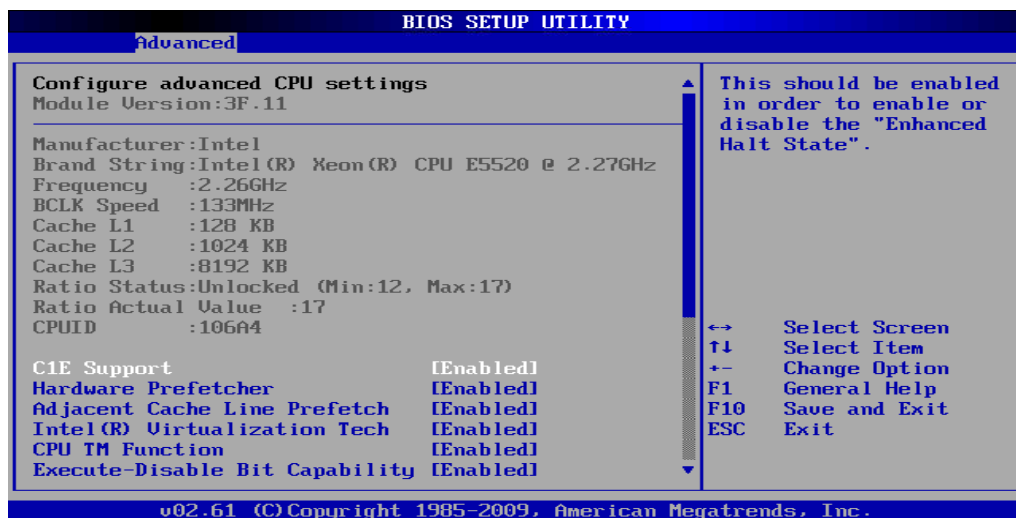 BIOS SETUP UTILITY
Advanced
Configure advanced CPU settings
Module Version:3F.11
Manufacturer:Intel
Brand String:Intel(R) Xeon(R) CPU E5520 @ 2.27GHz
Frequency :2.26GHz
BCLK Speed :133MHz
Cache L1 :128 KB
Cache L2 :1024 KB
Cache L3 :8192 KB
Ratio Status:Unlocked (Min:12, Max:17)
Ratio Actual Value :17
CPUID :106A4
C1E Support [Enabled]
Hardware Prefetcher [Enabled]
Adjacent Cache Line Prefetch [Enabled]
Intel(R) Virtualization Tech [Enabled]
CPU TM Function [Enabled]
Execute-Disable Bit Capability [Enabled]
This should be enabled
in order to enable or
disable the "Enhanced
Halt State".
←→ Select Screen
↑↓ Select Item
+- Change Option
F1 General Help
F10 Save and Exit
ESC Exit
v02.61 (C)Copyright 1985-2009, American Megatrends, Inc.